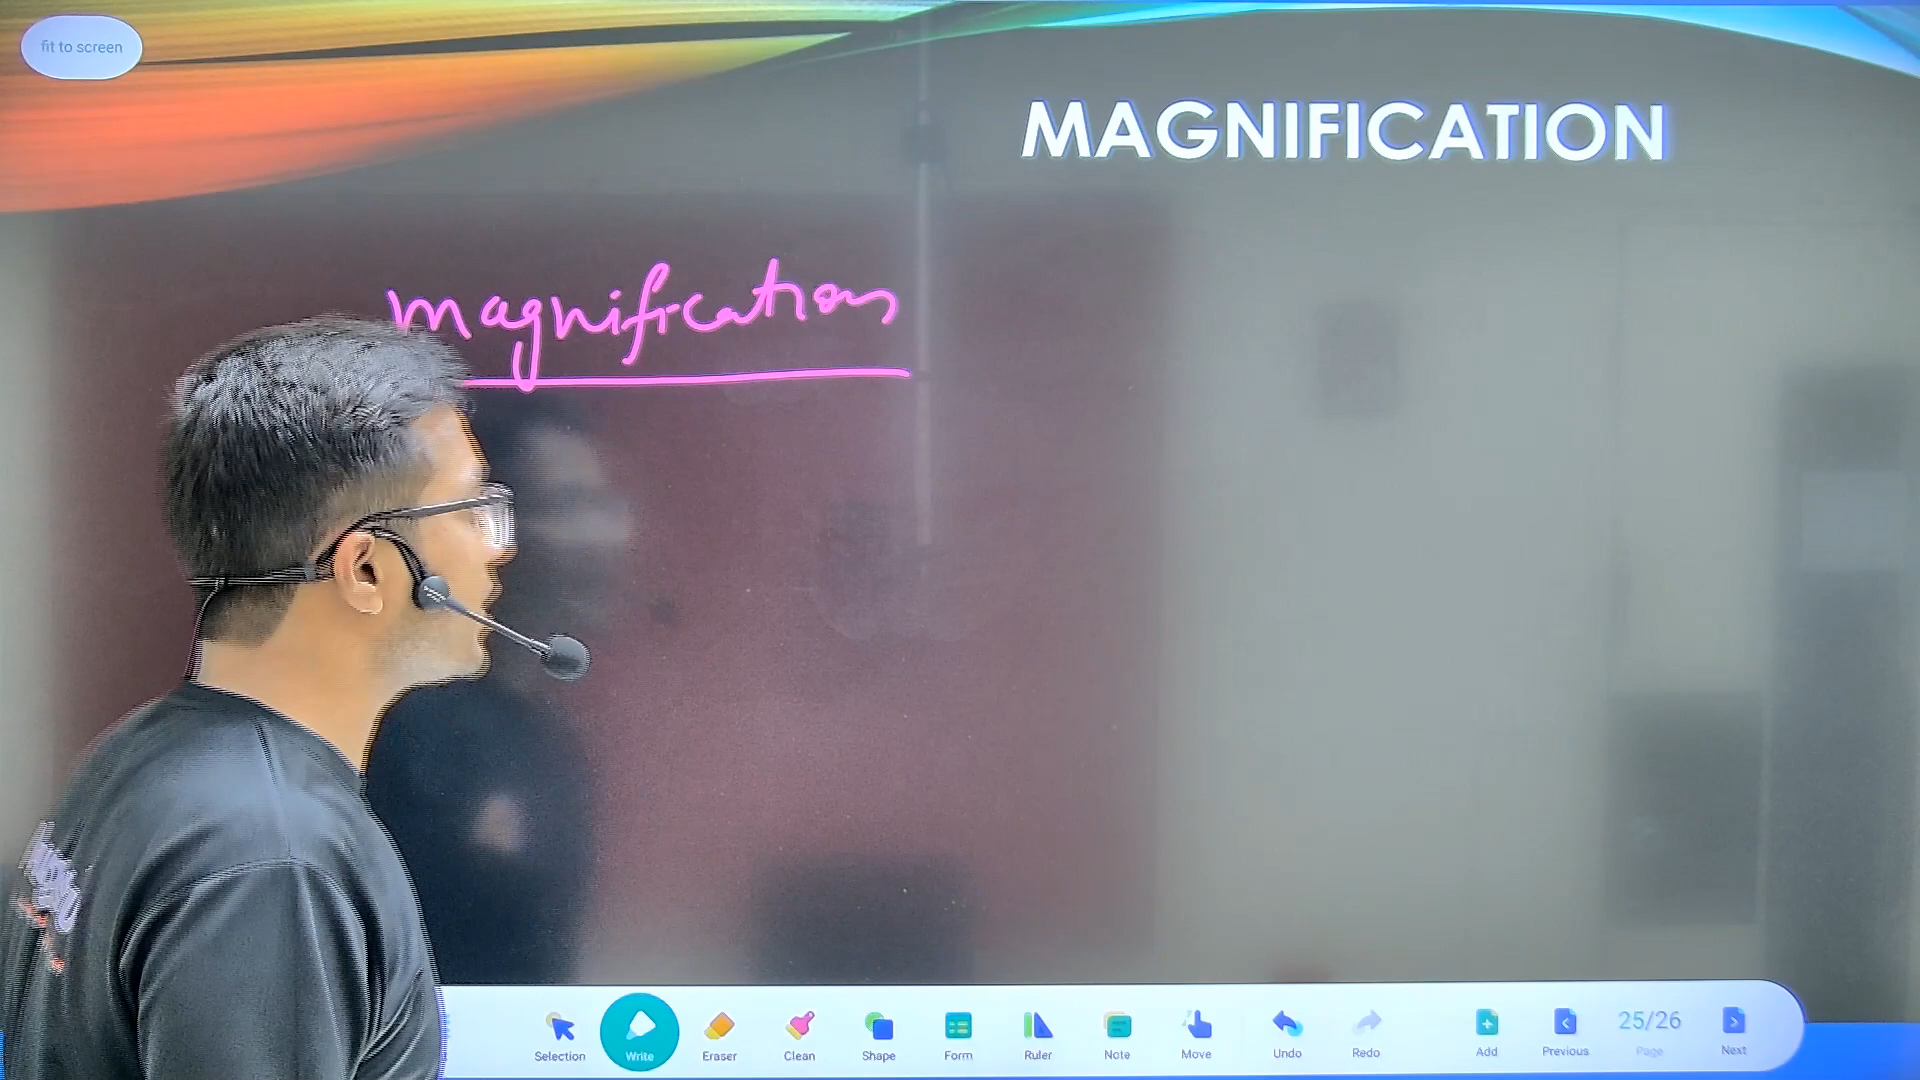 fit to screen
MAGNIFICATION
magnification
Selection Write Eraser Clean Shape Form Ruler Note Move Undo Redo Add Previous 25/26 Page Next